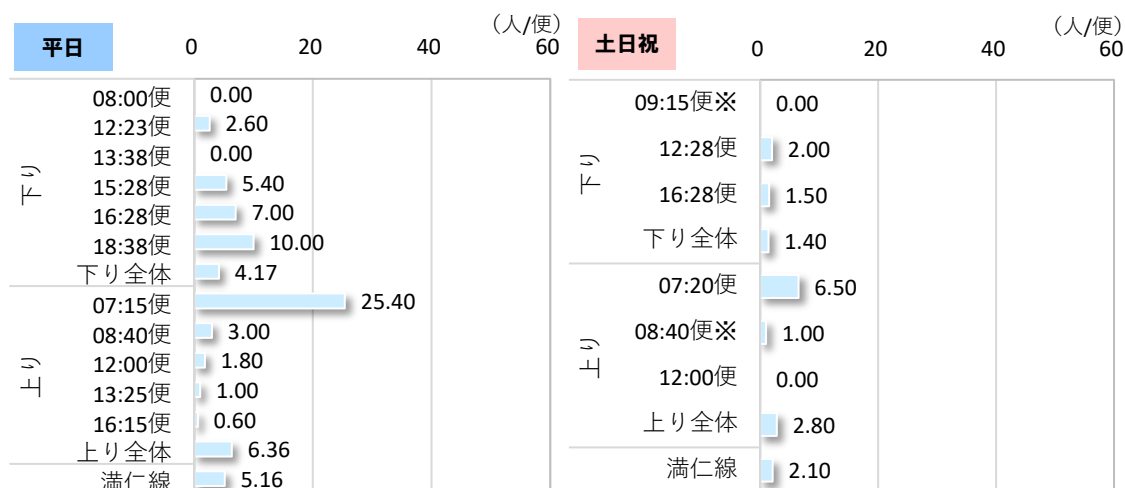 平日
（人/便）
0 20 40 60
下り
08:00便 0.00
12:23便 2.60
13:38便 0.00
15:28便 5.40
16:28便 7.00
18:38便 10.00
下り全体 4.17
上り
07:15便 25.40
08:40便 3.00
12:00便 1.80
13:25便 1.00
16:15便 0.60
上り全体 6.36
満仁線 5.16
土日祝
（人/便）
0 20 40 60
下り
09:15便※ 0.00
12:28便 2.00
16:28便 1.50
下り全体 1.40
上り
07:20便 6.50
08:40便※ 1.00
12:00便 0.00
上り全体 2.80
満仁線 2.10